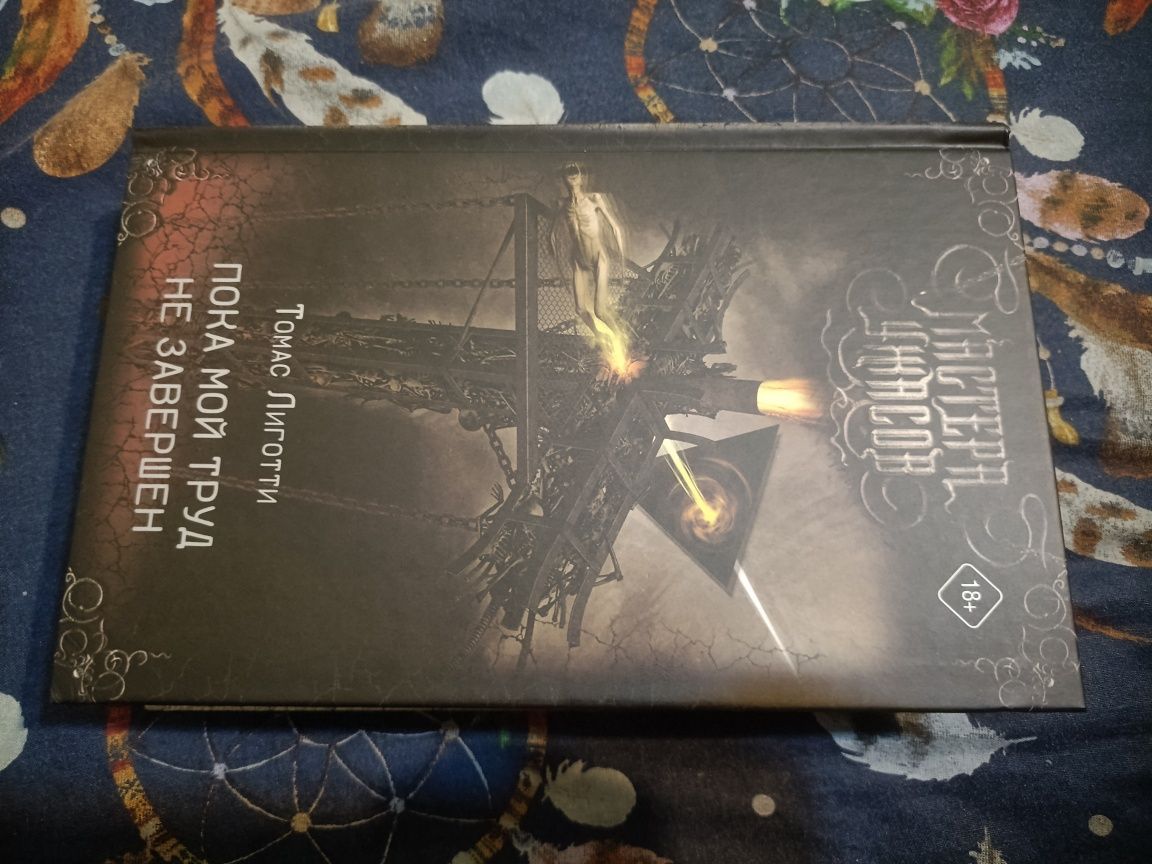 МАСТЕРА
УЖАСОВ
18+
Томас Лиготти
ПОКА МОЙ ТРУД
НЕ ЗАВЕРШЕН